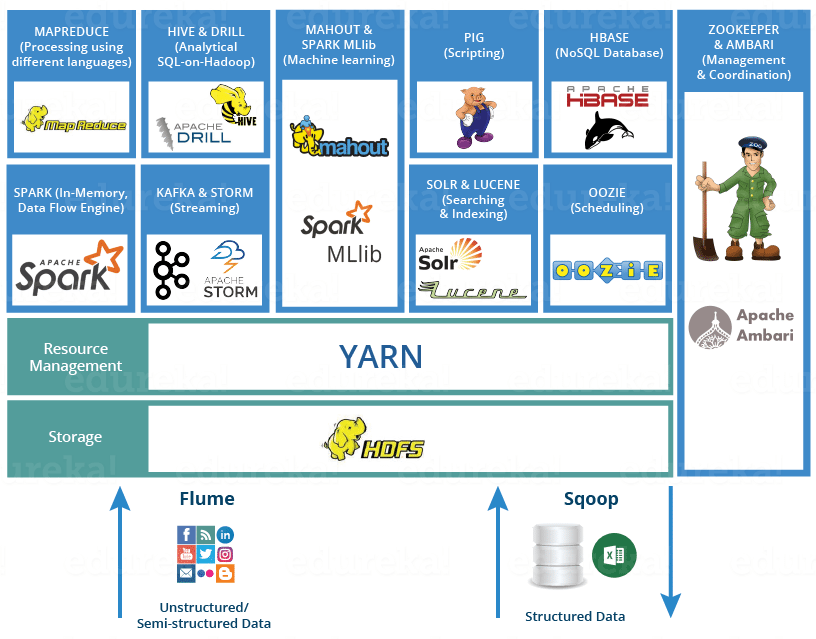 MAPREDUCE
(Processing using
different languages)
HIVE & DRILL
(Analytical
SQL-on-Hadoop)
MAHOUT &
SPARK MLlib
(Machine learning)
PIG
(Scripting)
HBASE
(NoSQL Database)
ZOOKEEPER
& AMBARI
(Management
& Coordination)
Map Reduce
HIVE
APACHE
DRILL
mahout
APACHE
HBASE
ZOO
SPARK (In-Memory,
Data Flow Engine)
KAFKA & STORM
(Streaming)
Spark
MLlib
SOLR & LUCENE
(Searching
& Indexing)
OOZIE
(Scheduling)
APACHE
Spark
APACHE
STORM
Apache
Solr
Lucene
OOZIE
Apache
Ambari
Resource
Management
YARN
Storage
HDFS
edureka!
Flume
Sqoop
Unstructured/
Semi-structured Data
Structured Data